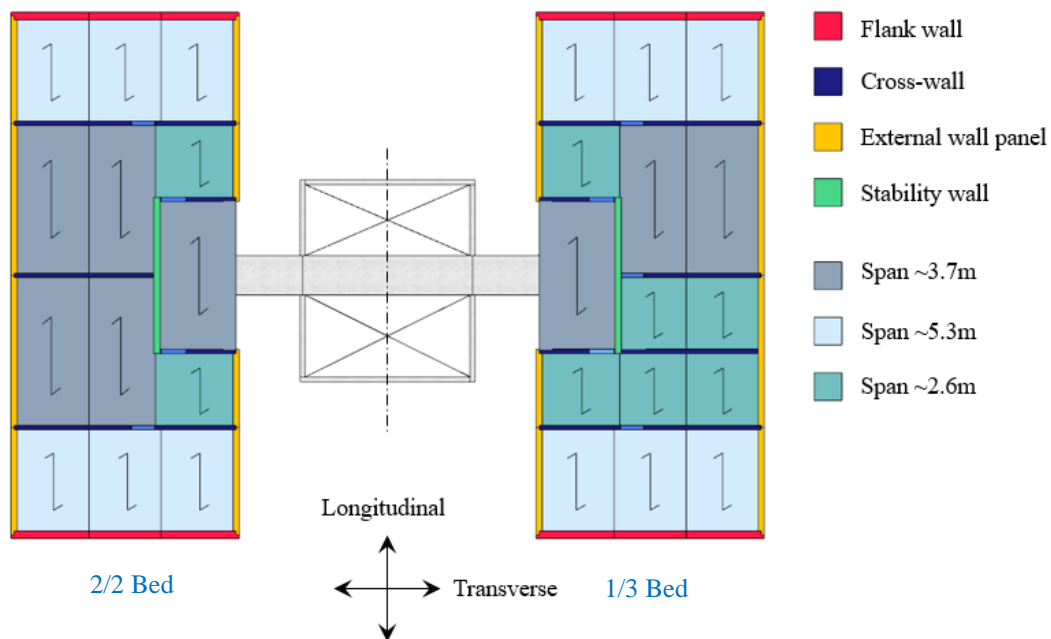 Flank wall
Cross-wall
External wall panel
Stability wall
Span ~3.7m
Span ~5.3m
Span ~2.6m
Longitudinal
Transverse
2/2 Bed
1/3 Bed